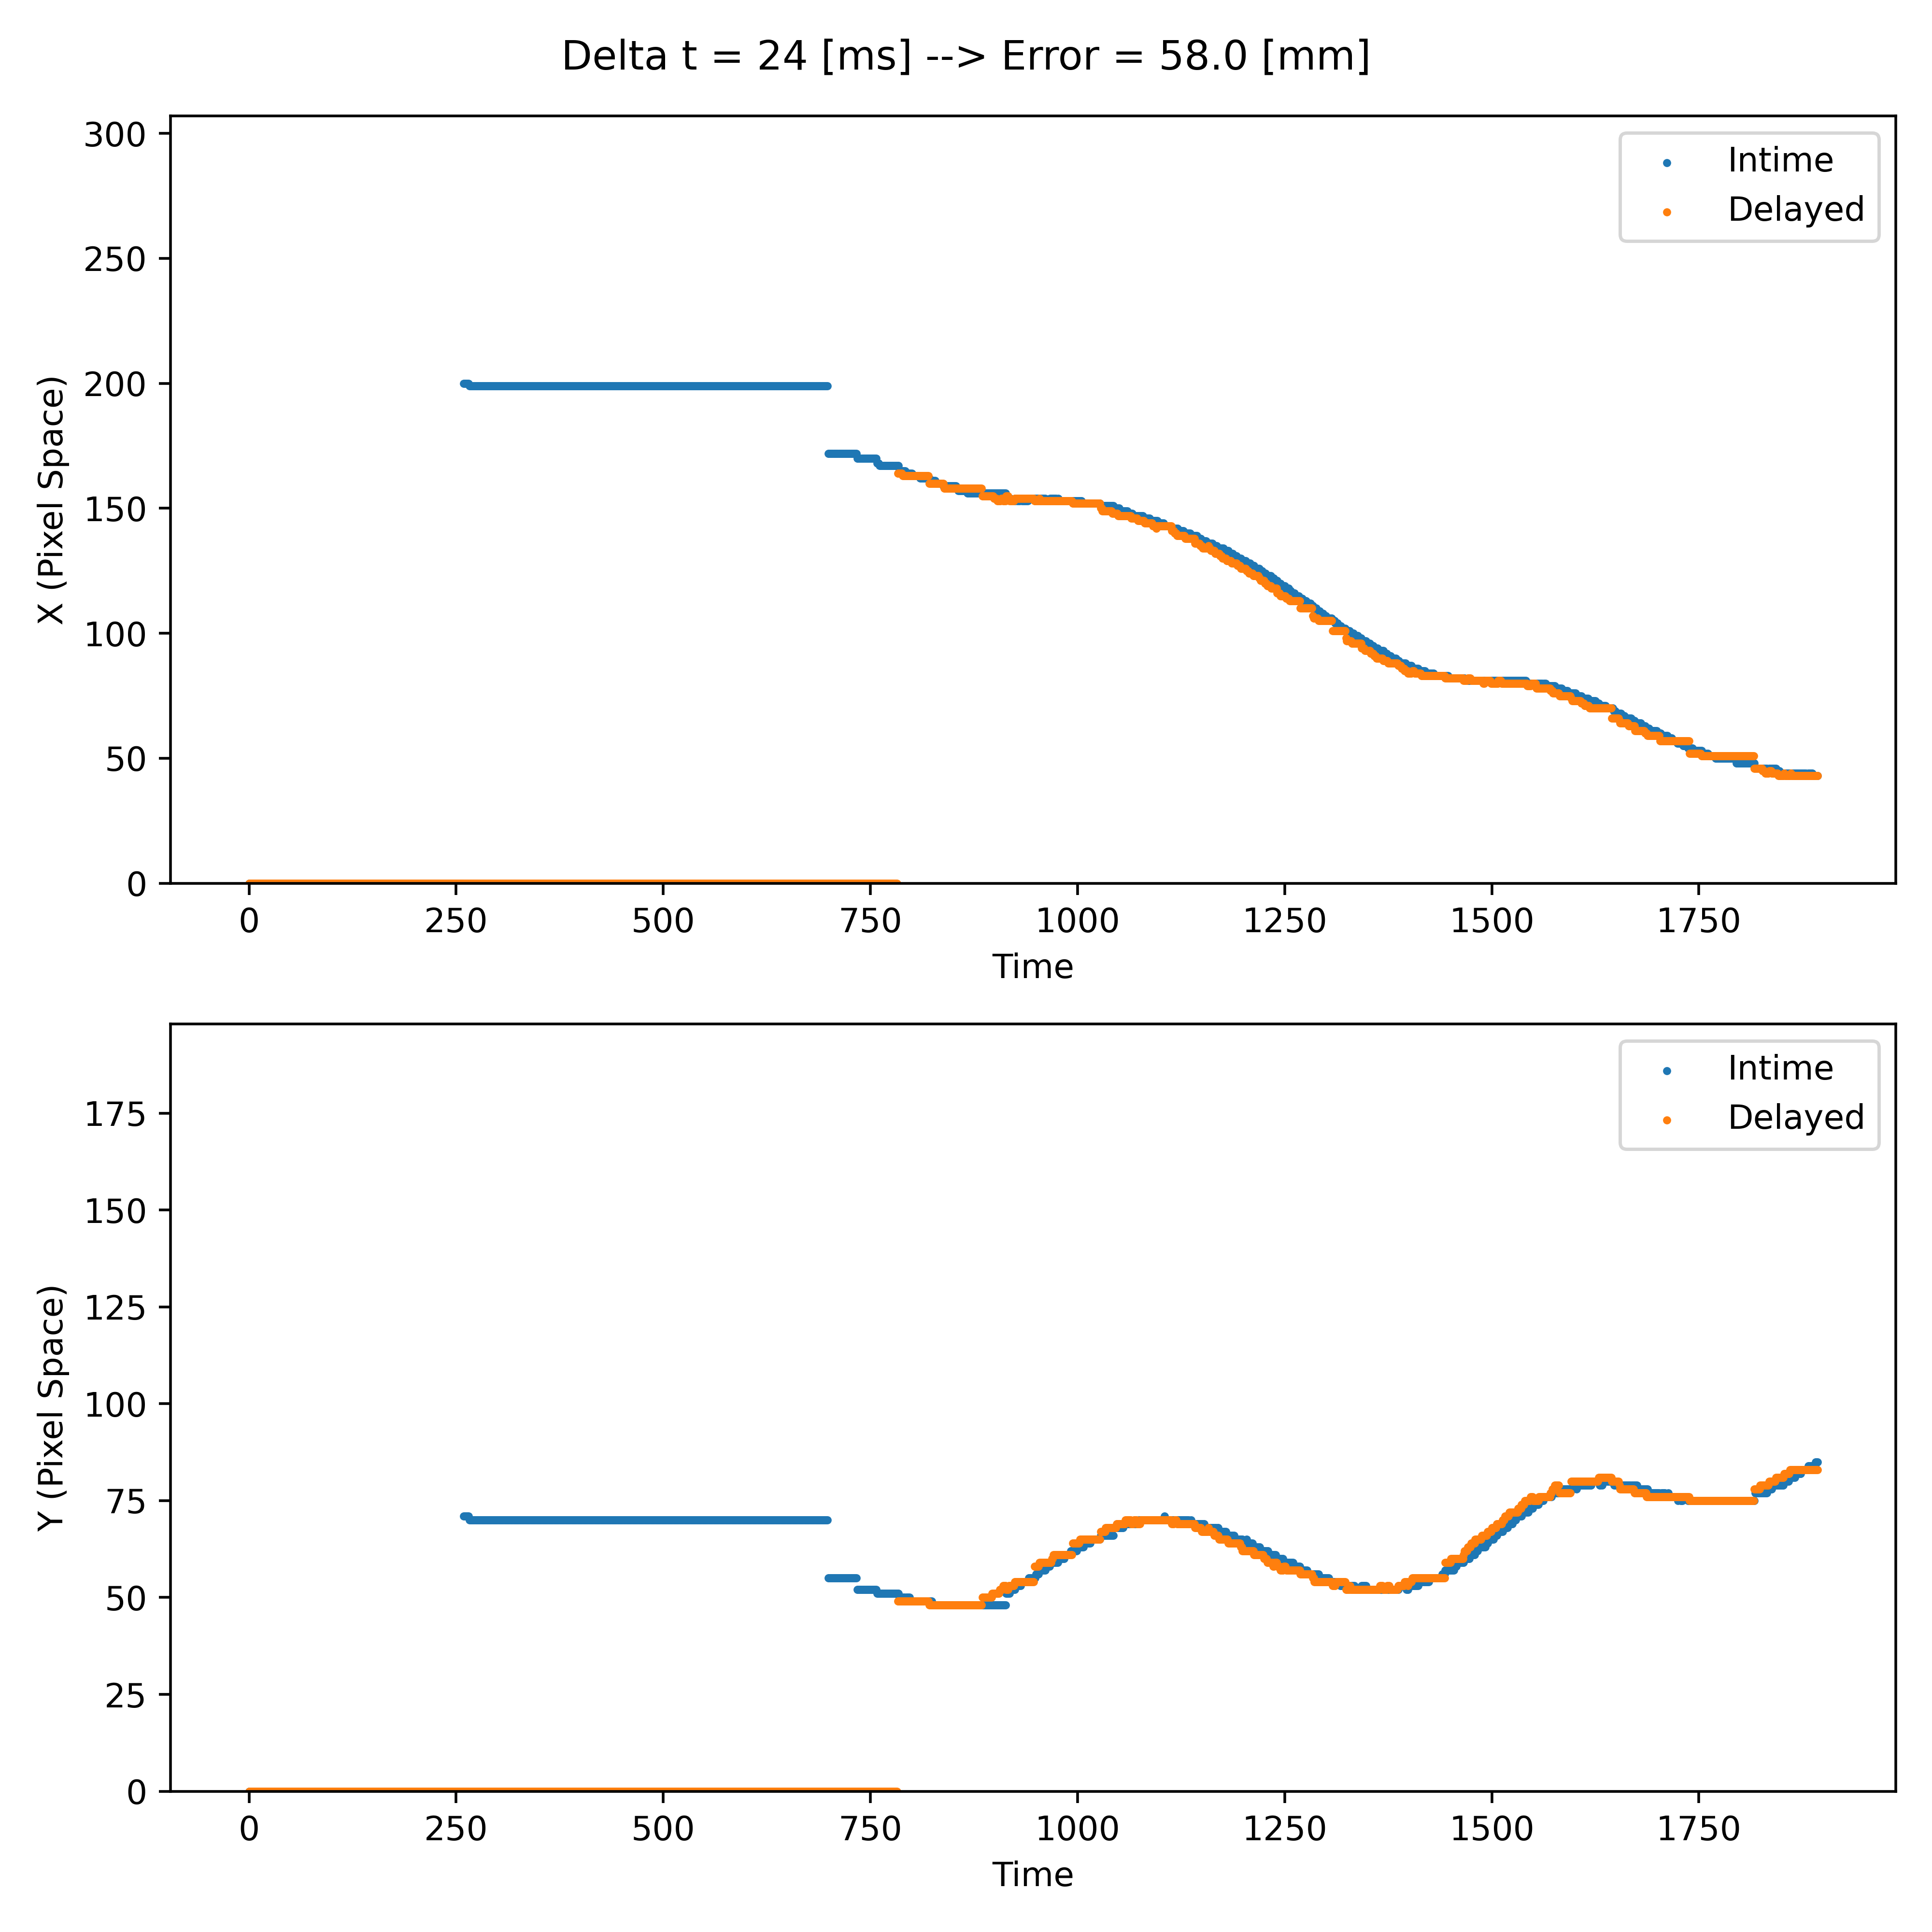 Delta t = 24 [ms] --> Error = 58.0 [mm]
300
250
200
150
100
50
0
X (Pixel Space)
Intime
Delayed
0 250 500 750 1000 1250 1500 1750
Time
175
150
125
100
75
50
25
0
Y (Pixel Space)
Intime
Delayed
0 250 500 750 1000 1250 1500 1750
Time